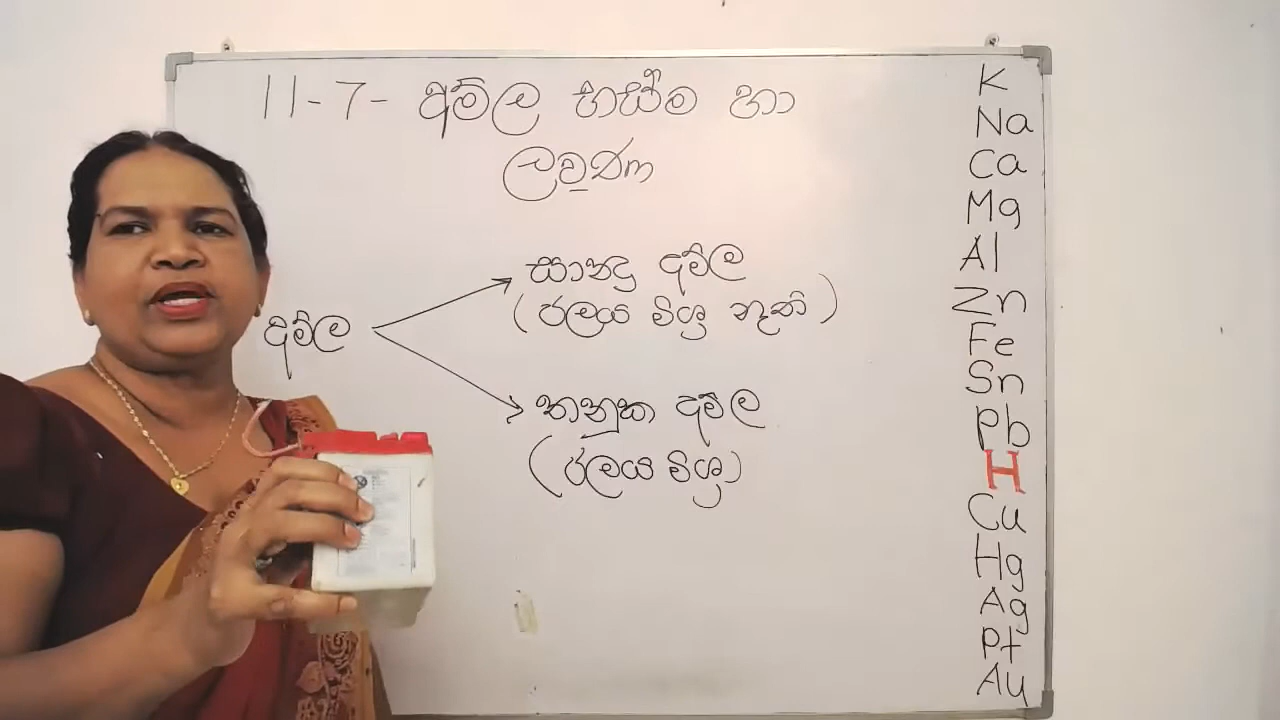 11-7- අම්ල භස්ම හා
ලවණ
අම්ල
සාන්ද්‍ර අම්ල
(ජලය මිශ්‍ර නැති)
තනුක අම්ල
(ජලය මිශ්‍ර)
K
Na
Ca
Mg
Al
Zn
Fe
Sn
Pb
H
Cu
Hg
Ag
Pt
Au